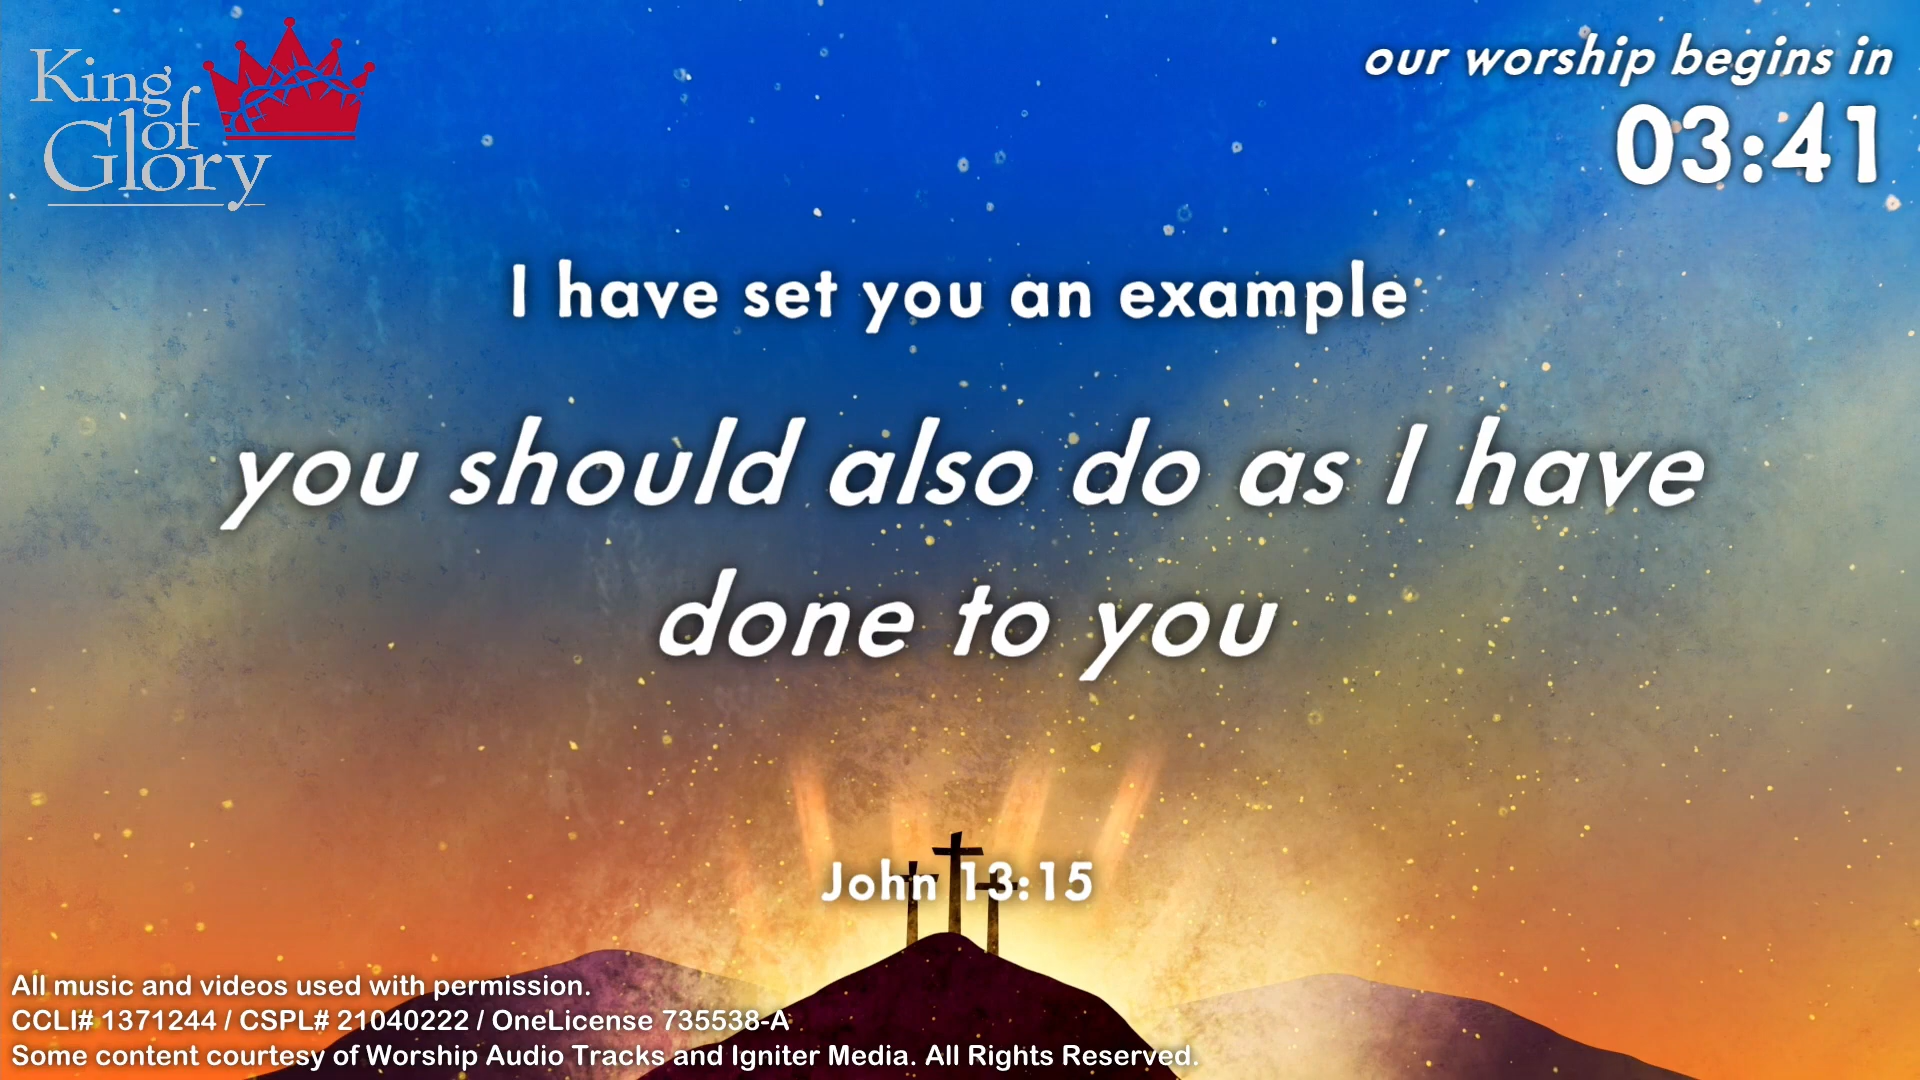 King
of
Glory
our worship begins in
03:41
I have set you an example
you should also do as I have
done to you
John 13:15
All music and videos used with permission.
CCLI# 1371244 / CSPL# 21040222 / OneLicense 735538-A
Some content courtesy of Worship Audio Tracks and Igniter Media. All Rights Reserved.